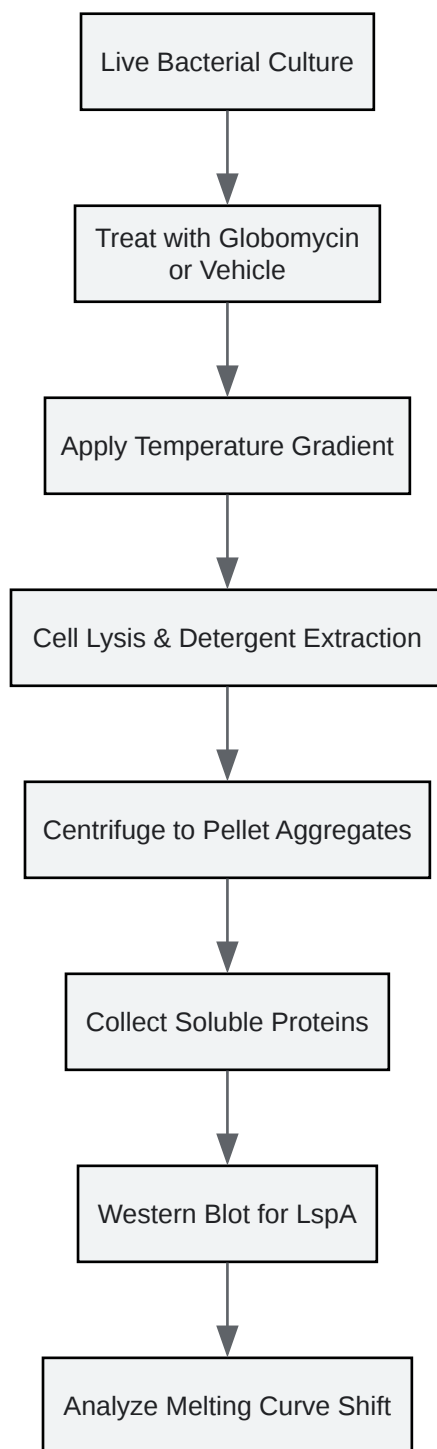 Live Bacterial Culture
Treat with Globomycin
or Vehicle
Apply Temperature Gradient
Cell Lysis & Detergent Extraction
Centrifuge to Pellet Aggregates
Collect Soluble Proteins
Western Blot for LspA
Analyze Melting Curve Shift